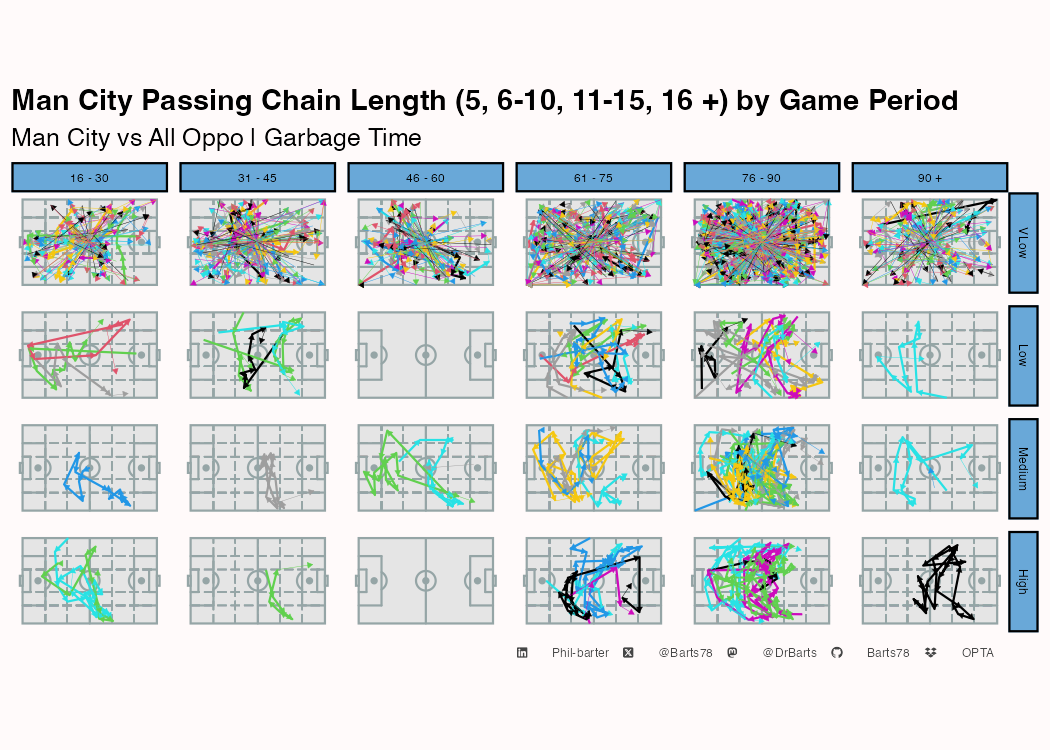 Man City Passing Chain Length (5, 6-10, 11-15, 16 +) by Game Period
Man City vs All Oppo | Garbage Time
16 - 30
31 - 45
46 - 60
61 - 75
76 - 90
90 +
VLow
Low
Medium
High
Phil-barter @Barts78 @DrBarts Barts78 OPTA